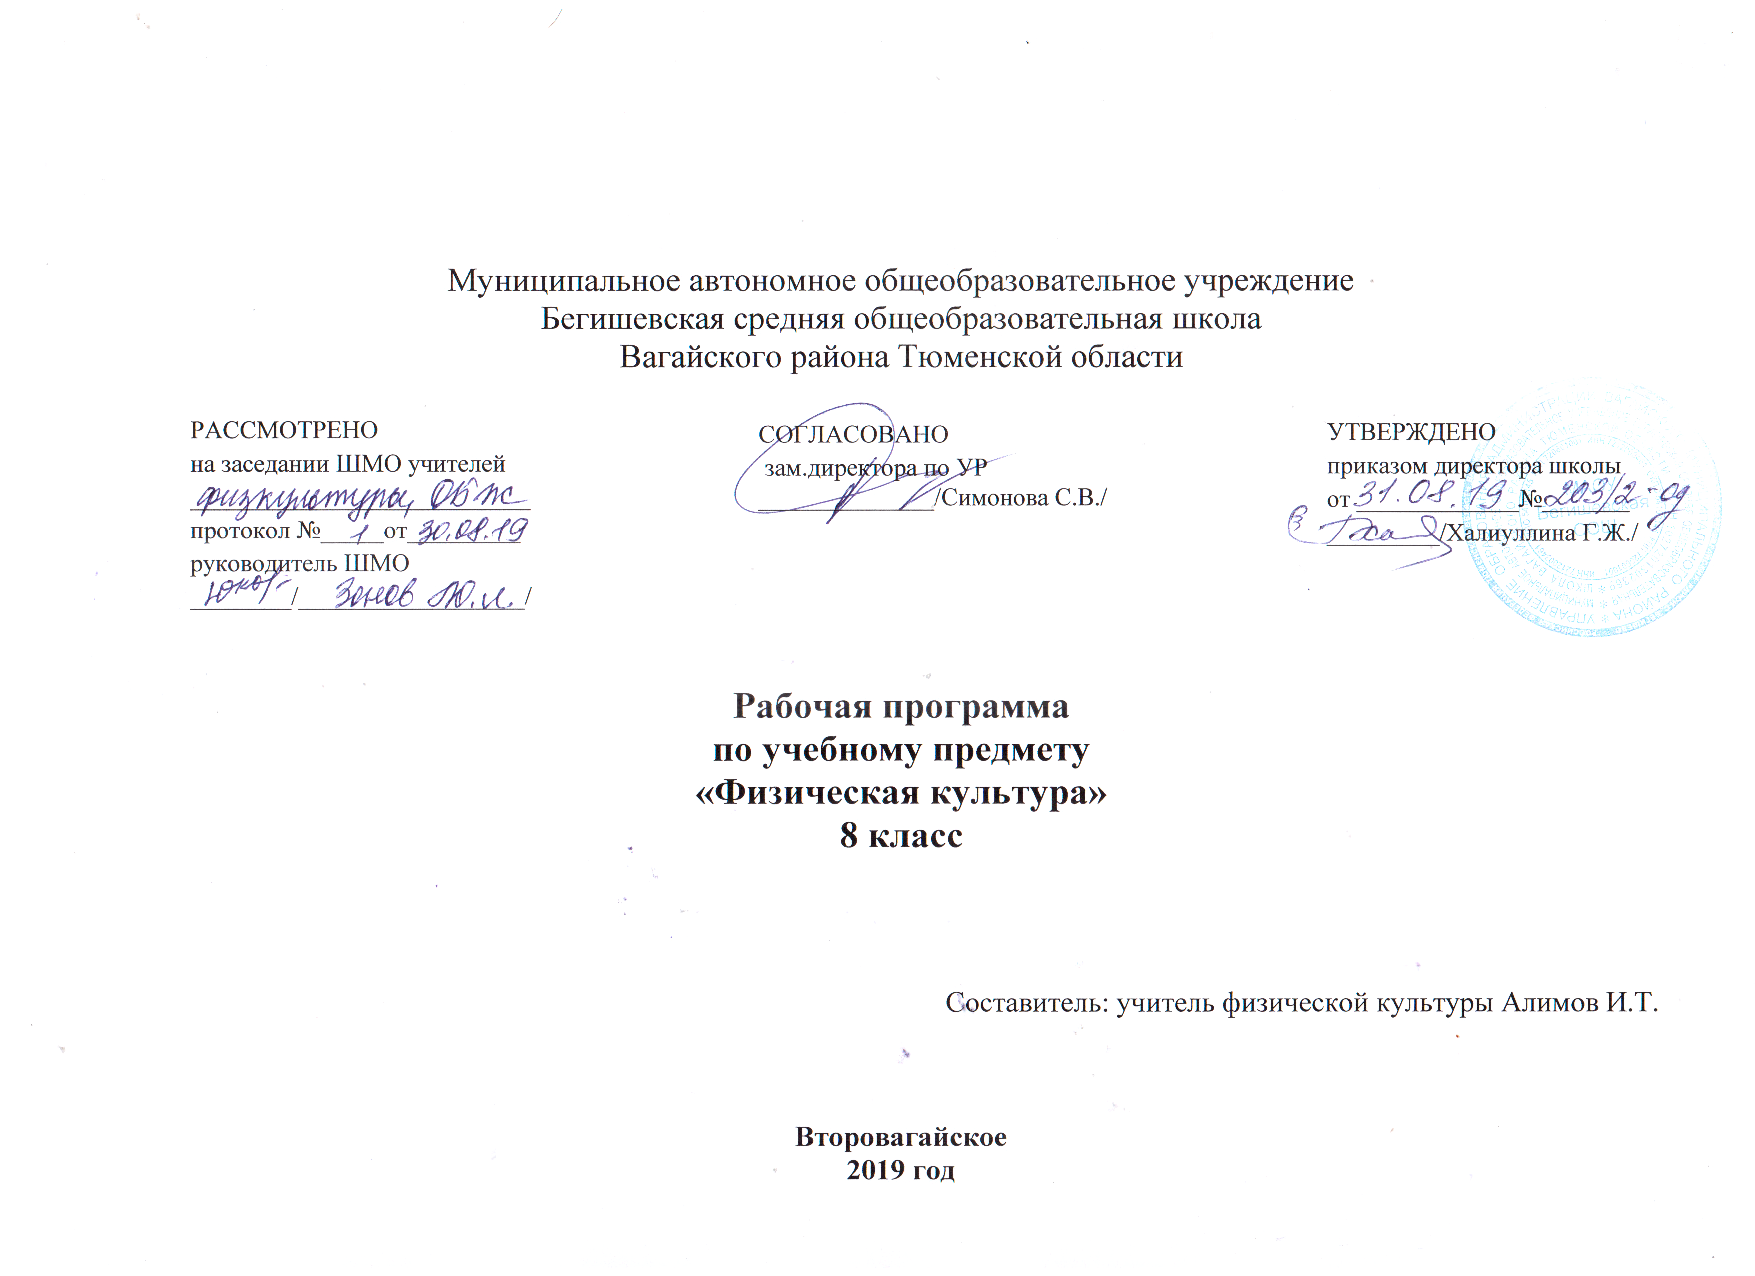 Муниципальное автономное общеобразовательное учреждение
Бегишевская средняя общеобразовательная школа
Вагайского района Тюменской области
РАССМОТРЕНО
на заседании ШМО учителей
физкультуры, ОБЖ
протокол № 1 от 30.08.19
руководитель ШМО
/ Зонов Ю.И. /
СОГЛАСОВАНО
зам.директора по УР
/Симонова С.В./
УТВЕРЖДЕНО
приказом директора школы
от 31.08.19 № 203/2-од
/Халиуллина Г.Ж./
Рабочая программа
по учебному предмету
«Физическая культура»
8 класс
Составитель: учитель физической культуры Алимов И.Т.
Второвагайское
2019 год